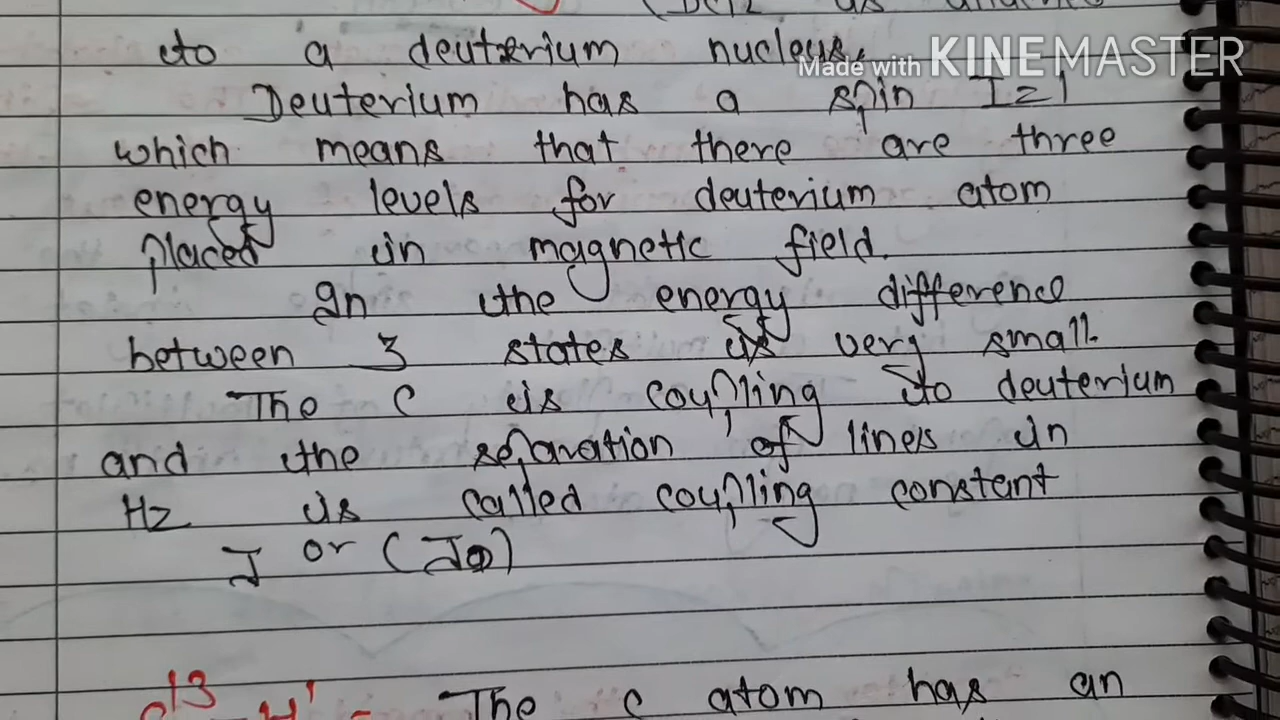 to a deuterium nucleus.
Made with KINEMASTER
Deuterium has a spin I=1
which means that there are three
energy levels for deuterium atom
placed in magnetic field.
In the energy difference
between 3 states is very small
The C is coupling to deuterium
and the separation of lines in
Hz is called coupling constant
J or (J
The C atom has an